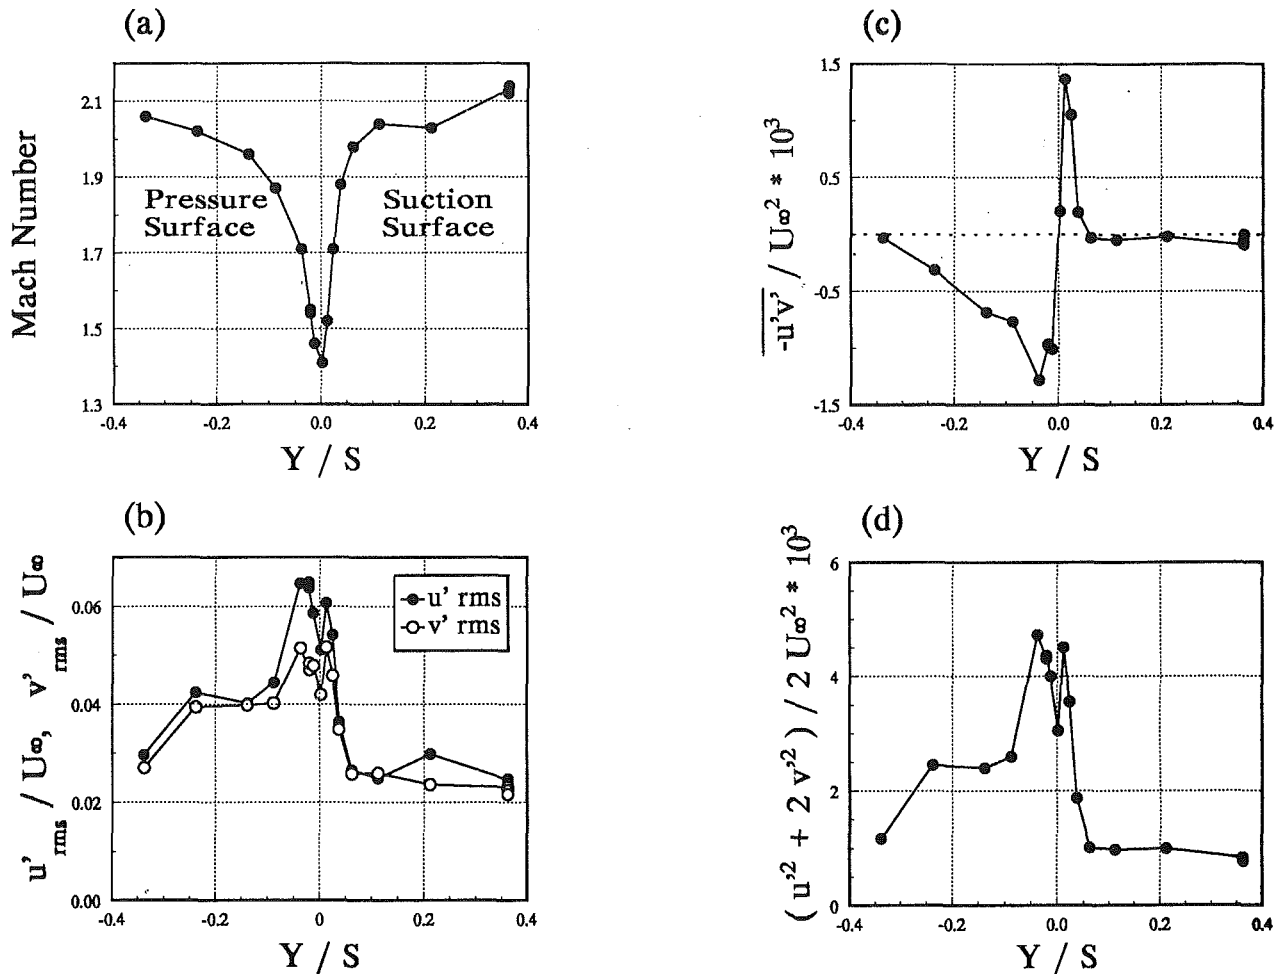 (a)
Mach Number
2.1
1.9
1.7
1.5
1.3
Pressure
Surface
Suction
Surface
-0.4 -0.2 0.0 0.2 0.4
Y / S
(c)
-u'v' / U∞² * 10³
1.5
0.5
-0.5
-1.5
-0.4 -0.2 0.0 0.2 0.4
Y / S
(b)
u'rms / U∞, v'rms / U∞
0.06
0.04
0.02
0.00
u' rms
v' rms
-0.4 -0.2 0 0.2 0.4
Y / S
(d)
( u'² + 2 v'² ) / 2 U∞² * 10³
6
4
2
0
-0.4 -0.2 0.0 0.2 0.4
Y / S